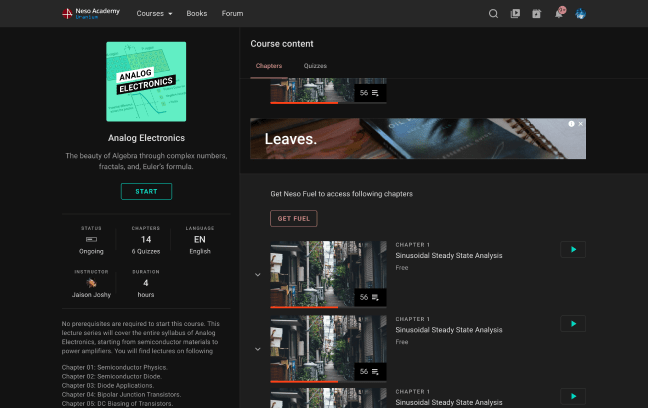 Neso Academy
Uranium
Courses
Books
Forum
9+
ANALOG
ELECTRONICS
Analog Electronics
The beauty of Algebra through complex numbers,
fractals, and, Euler's formula.
START
STATUS
Ongoing
CHAPTERS
14
6 Quizzes
LANGUAGE
EN
English
INSTRUCTOR
Jaison Joshy
DURATION
4
hours
No prerequisites are required to start this course. This
lecture series will cover the entire syllabus of Analog
Electronics, starting from semiconductor materials to
power amplifiers. You will find lectures on following
Chapter 01: Semiconductor Physics.
Chapter 02: Semiconductor Diode.
Chapter 03: Diode Applications.
Chapter 04: Bipolar Junction Transistors.
Chapter 05: DC Biasing of Transistors.
Course content
Chapters
Quizzes
56
Leaves.
Get Neso Fuel to access following chapters
GET FUEL
56
CHAPTER 1
Sinusoidal Steady State Analysis
Free
56
CHAPTER 1
Sinusoidal Steady State Analysis
Free
CHAPTER 1
Sinusoidal Steady State Analysis